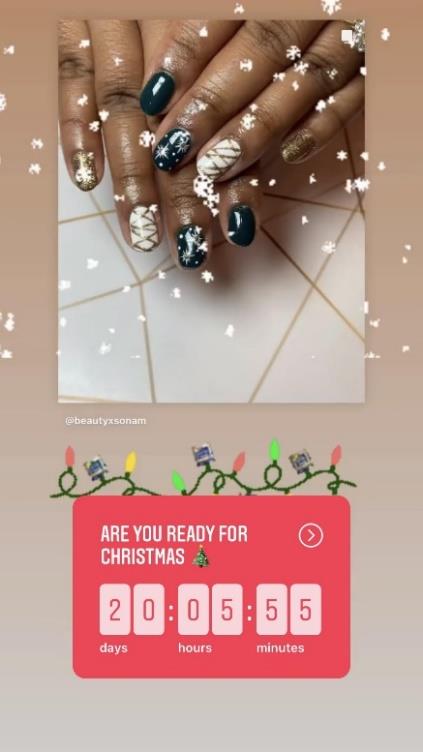 @beautyxsonam
ARE YOU READY FOR
CHRISTMAS 🎄
20:05:55
days hours minutes